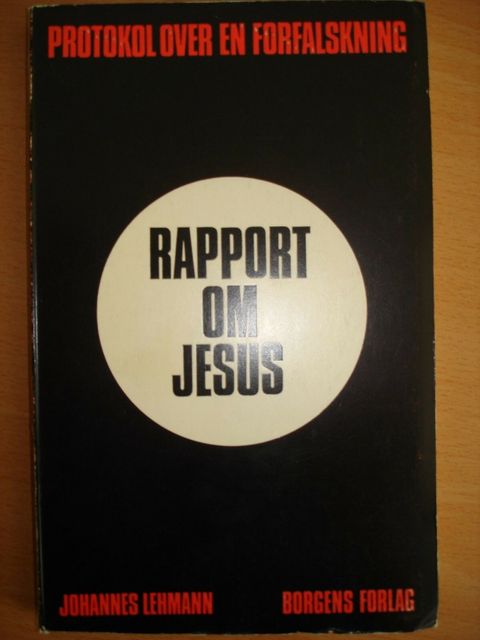 PROTOKOL OVER EN FORFALSKNING
RAPPORT
OM
JESUS
JOHANNES LEHMANN BORGENS FORLAG